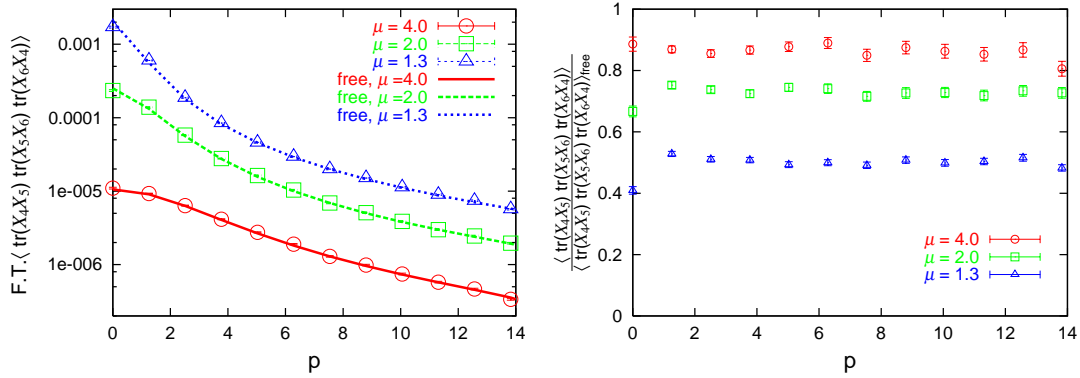 F.T.⟨ tr(X₄X₅) tr(X₅X₆) tr(X₆X₄)⟩
0.001
0.0001
1e-005
1e-006
μ = 4.0
μ = 2.0
μ = 1.3
free, μ =4.0
free, μ =2.0
free, μ =1.3
0 2 4 6 8 10 12 14
p
⟨ tr(X₄X₅) tr(X₅X₆) tr(X₆X₄)⟩
⟨ tr(X₄X₅) tr(X₅X₆) tr(X₆X₄)⟩free
1
0.8
0.6
0.4
0.2
0
μ = 4.0
μ = 2.0
μ = 1.3
0 2 4 6 8 10 12 14
p